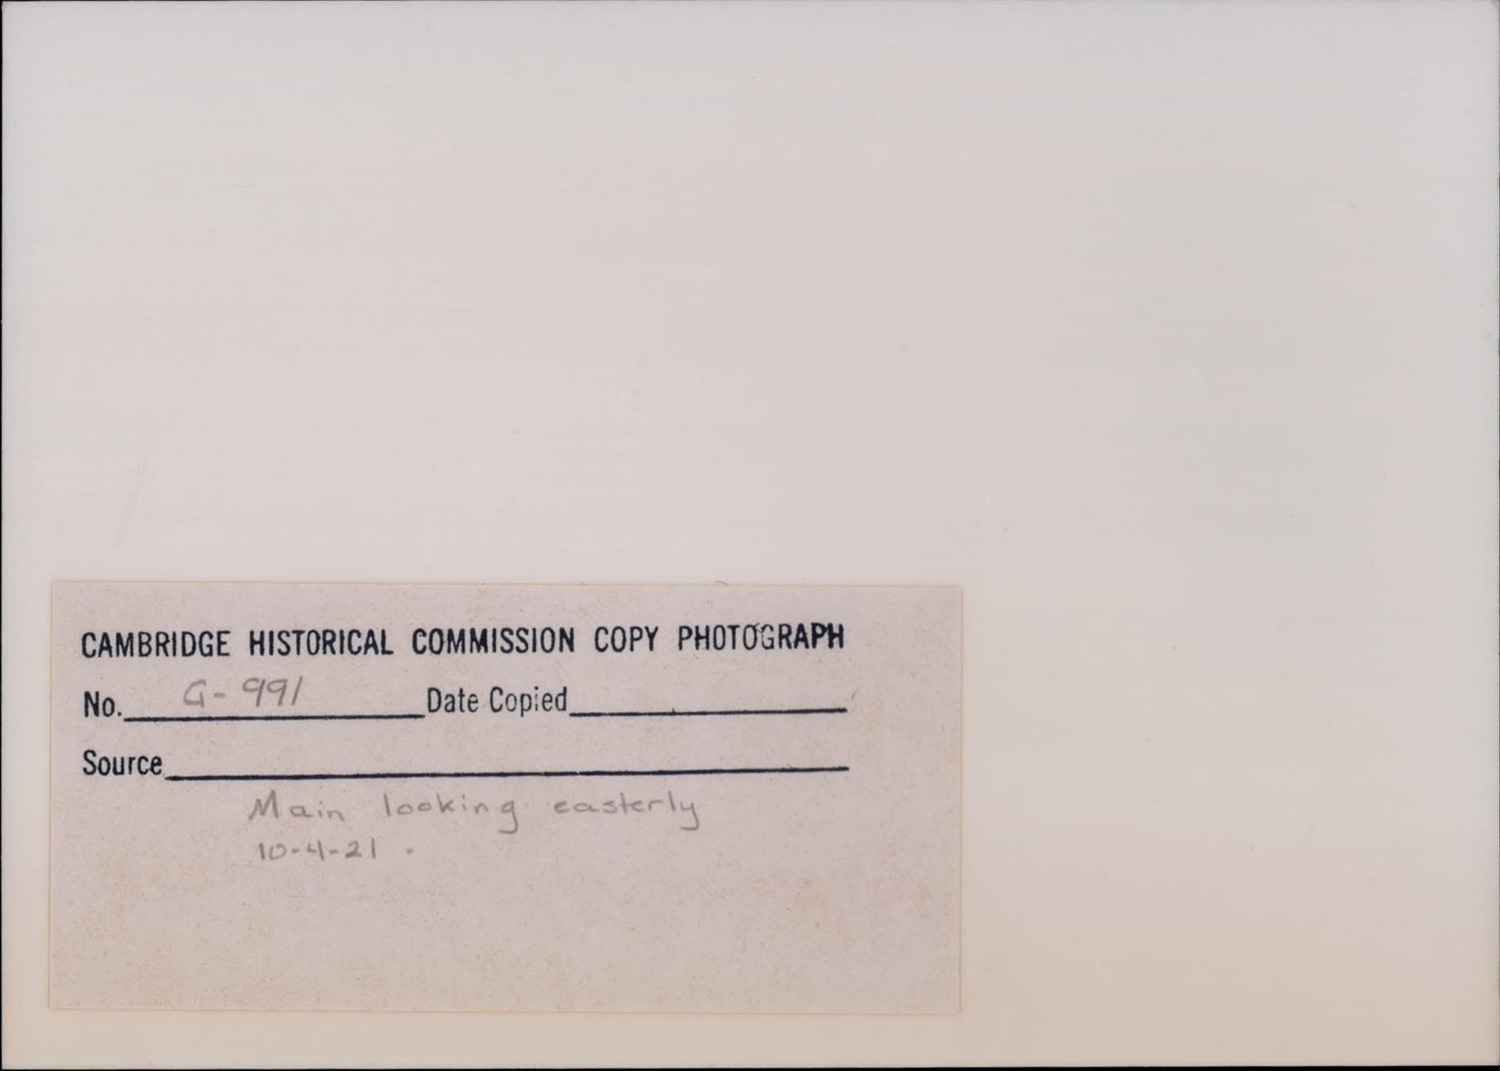 CAMBRIDGE HISTORICAL COMMISSION COPY PHOTOGRAPH
No. G-991 Date Copied
Source
Main looking easterly
10-4-21